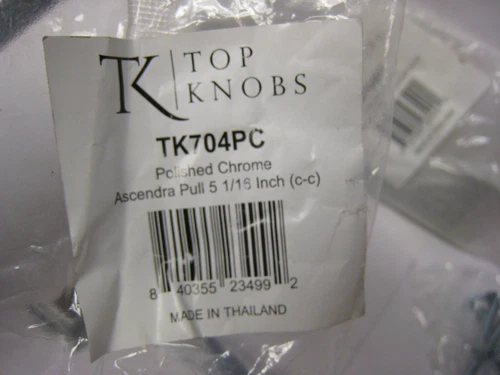 TK TOP
KNOBS
TK704PC
Polished Chrome
Ascendra Pull 5 1/16 Inch (c-c)
8 40355 23499 2
MADE IN THAILAND